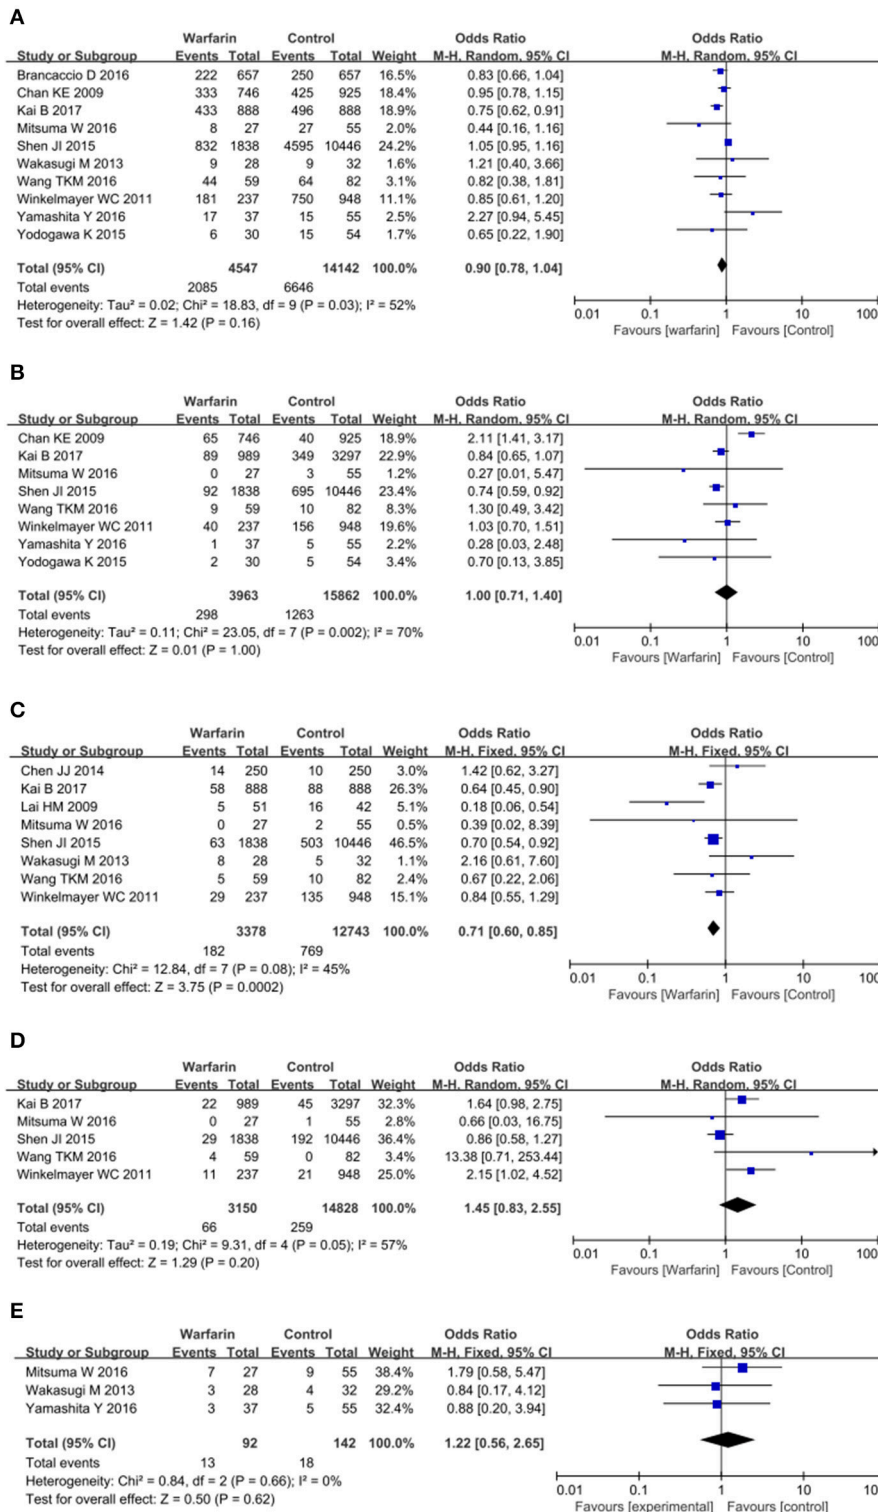 A
Warfarin Control Odds Ratio Odds Ratio
Study or Subgroup Events Total Events Total Weight M-H, Random, 95% CI M-H, Random, 95% CI
Brancaccio D 2016 222 657 250 657 16.5% 0.83 [0.66, 1.04]
Chan KE 2009 333 746 425 925 18.4% 0.95 [0.78, 1.15]
Kai B 2017 433 888 496 888 18.9% 0.75 [0.62, 0.91]
Mitsuma W 2016 8 27 27 55 2.0% 0.44 [0.16, 1.16]
Shen JI 2015 832 1838 4595 10446 24.2% 1.05 [0.95, 1.16]
Wakasugi M 2013 9 28 9 32 1.6% 1.21 [0.40, 3.66]
Wang TKM 2016 44 59 64 82 3.1% 0.82 [0.38, 1.81]
Winkelmayer WC 2011 181 237 750 948 11.1% 0.85 [0.61, 1.20]
Yamashita Y 2016 17 37 15 55 2.5% 2.27 [0.94, 5.45]
Yodogawa K 2015 6 30 15 54 1.7% 0.65 [0.22, 1.90]
Total (95% CI) 4547 14142 100.0% 0.90 [0.78, 1.04]
Total events 2085 6646
Heterogeneity: Tau² = 0.02; Chi² = 18.83, df = 9 (P = 0.03); I² = 52%
Test for overall effect: Z = 1.42 (P = 0.16)
0.01 0.1 1 10 100
Favours [warfarin] Favours [Control]
B
Warfarin Control Odds Ratio Odds Ratio
Study or Subgroup Events Total Events Total Weight M-H, Random, 95% CI M-H, Random, 95% CI
Chan KE 2009 65 746 40 925 18.9% 2.11 [1.41, 3.17]
Kai B 2017 89 989 349 3297 22.9% 0.84 [0.65, 1.07]
Mitsuma W 2016 0 27 3 55 1.2% 0.27 [0.01, 5.47]
Shen JI 2015 92 1838 695 10446 23.4% 0.74 [0.59, 0.92]
Wang TKM 2016 9 59 10 82 8.3% 1.30 [0.49, 3.42]
Winkelmayer WC 2011 40 237 156 948 19.6% 1.03 [0.70, 1.51]
Yamashita Y 2016 1 37 5 55 2.2% 0.28 [0.03, 2.48]
Yodogawa K 2015 2 30 5 54 3.4% 0.70 [0.13, 3.85]
Total (95% CI) 3963 15862 100.0% 1.00 [0.71, 1.40]
Total events 298 1263
Heterogeneity: Tau² = 0.11; Chi² = 23.05, df = 7 (P = 0.002); I² = 70%
Test for overall effect: Z = 0.01 (P = 1.00)
0.01 0.1 1 10 100
Favours [Warfarin] Favours [Control]
C
Warfarin Control Odds Ratio Odds Ratio
Study or Subgroup Events Total Events Total Weight M-H, Fixed, 95% CI M-H, Fixed, 95% CI
Chen JJ 2014 14 250 10 250 3.0% 1.42 [0.62, 3.27]
Kai B 2017 58 888 88 888 26.3% 0.64 [0.45, 0.90]
Lai HM 2009 5 51 16 42 5.1% 0.18 [0.06, 0.54]
Mitsuma W 2016 0 27 2 55 0.5% 0.39 [0.02, 8.39]
Shen JI 2015 63 1838 503 10446 46.5% 0.70 [0.54, 0.92]
Wakasugi M 2013 8 28 5 32 1.1% 2.16 [0.61, 7.60]
Wang TKM 2016 5 59 10 82 2.4% 0.67 [0.22, 2.06]
Winkelmayer WC 2011 29 237 135 948 15.1% 0.84 [0.55, 1.29]
Total (95% CI) 3378 12743 100.0% 0.71 [0.60, 0.85]
Total events 182 769
Heterogeneity: Chi² = 12.84, df = 7 (P = 0.08); I² = 45%
Test for overall effect: Z = 3.75 (P = 0.0002)
0.01 0.1 1 10 100
Favours [Warfarin] Favours [Control]
D
Warfarin Control Odds Ratio Odds Ratio
Study or Subgroup Events Total Events Total Weight M-H, Random, 95% CI M-H, Random, 95% CI
Kai B 2017 22 989 45 3297 32.3% 1.64 [0.98, 2.75]
Mitsuma W 2016 0 27 1 55 2.8% 0.66 [0.03, 16.75]
Shen JI 2015 29 1838 192 10446 36.4% 0.86 [0.58, 1.27]
Wang TKM 2016 4 59 0 82 3.4% 13.38 [0.71, 253.44]
Winkelmayer WC 2011 11 237 21 948 25.0% 2.15 [1.02, 4.52]
Total (95% CI) 3150 14828 100.0% 1.45 [0.83, 2.55]
Total events 66 259
Heterogeneity: Tau² = 0.19; Chi² = 9.31, df = 4 (P = 0.05); I² = 57%
Test for overall effect: Z = 1.29 (P = 0.20)
0.01 0.1 1 10 100
Favours [Warfarin] Favours [Control]
E
Warfarin Control Odds Ratio Odds Ratio
Study or Subgroup Events Total Events Total Weight M-H, Fixed, 95% CI M-H, Fixed, 95% CI
Mitsuma W 2016 7 27 9 55 38.4% 1.79 [0.58, 5.47]
Wakasugi M 2013 3 28 4 32 29.2% 0.84 [0.17, 4.12]
Yamashita Y 2016 3 37 5 55 32.4% 0.88 [0.20, 3.94]
Total (95% CI) 92 142 100.0% 1.22 [0.56, 2.65]
Total events 13 18
Heterogeneity: Chi² = 0.84, df = 2 (P = 0.66); I² = 0%
Test for overall effect: Z = 0.50 (P = 0.62)
0.01 0.1 1 10 100
Favours [experimental] Favours [control]